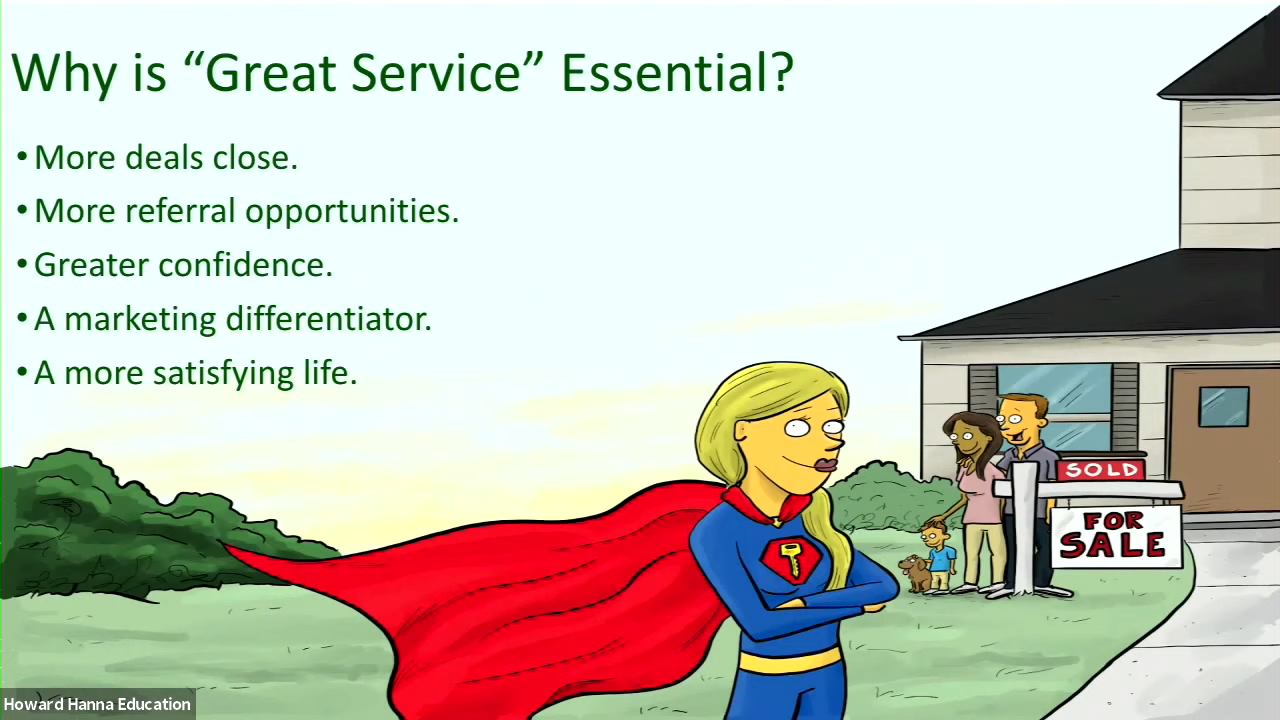 Why is “Great Service” Essential?
• More deals close.
• More referral opportunities.
• Greater confidence.
• A marketing differentiator.
• A more satisfying life.
SOLD
FOR
SALE
Howard Hanna Education